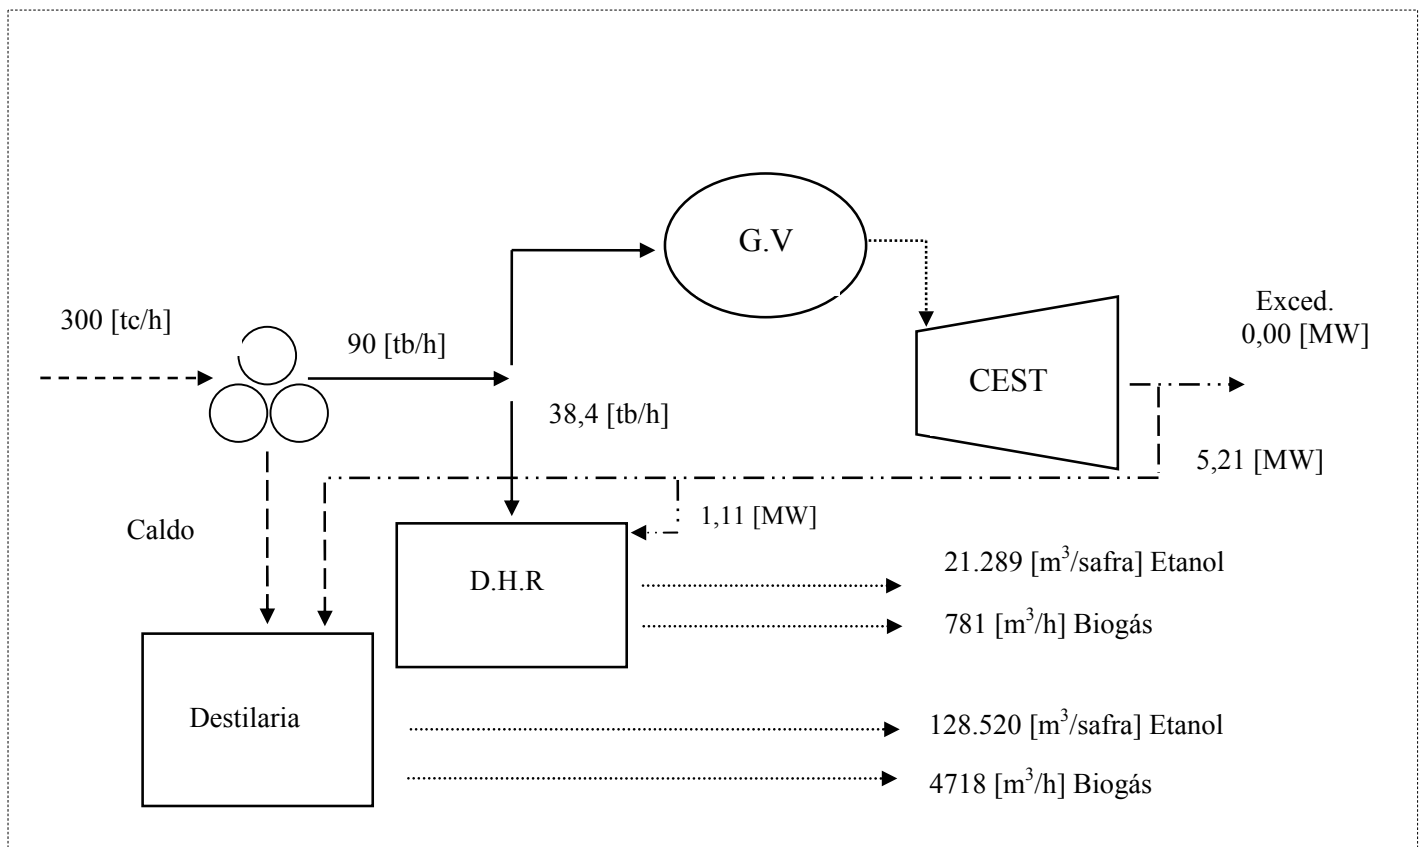 G.V
Exced.
0,00 [MW]
300 [tc/h]
90 [tb/h]
CEST
38,4 [tb/h]
5,21 [MW]
1,11 [MW]
Caldo
D.H.R
21.289 [m³/safra] Etanol
781 [m³/h] Biogás
Destilaria
128.520 [m³/safra] Etanol
4718 [m³/h] Biogás